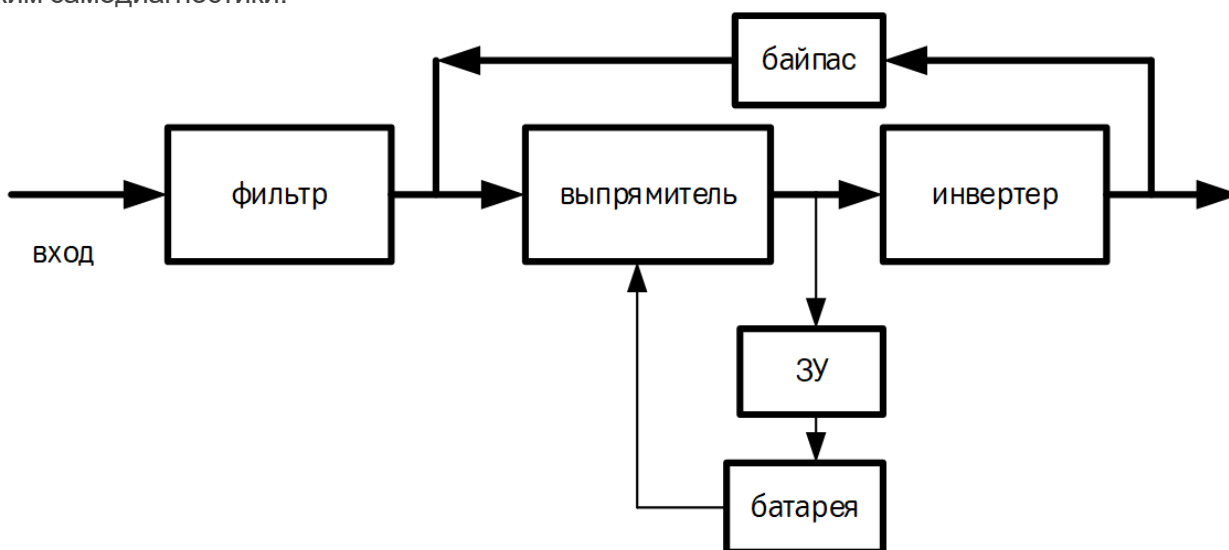 байпас
фильтр
выпрямитель
инвертер
вход
ЗУ
батарея